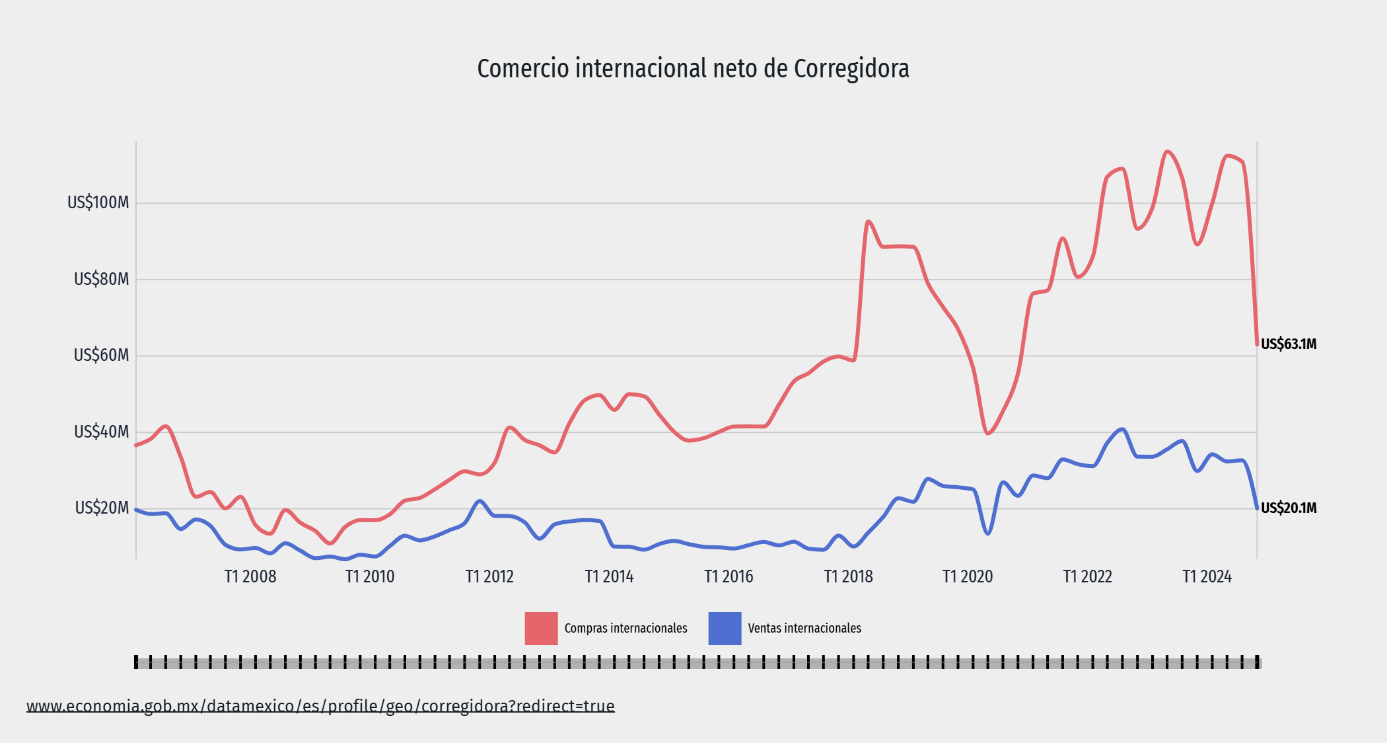 Comercio internacional neto de Corregidora
US$100M
US$80M
US$60M
US$40M
US$20M
US$63.1M
US$20.1M
T1 2008 T1 2010 T1 2012 T1 2014 T1 2016 T1 2018 T1 2020 T1 2022 T1 2024
Compras internacionales Ventas internacionales
www.economia.gob.mx/datamexico/es/profile/geo/corregidora?redirect=true